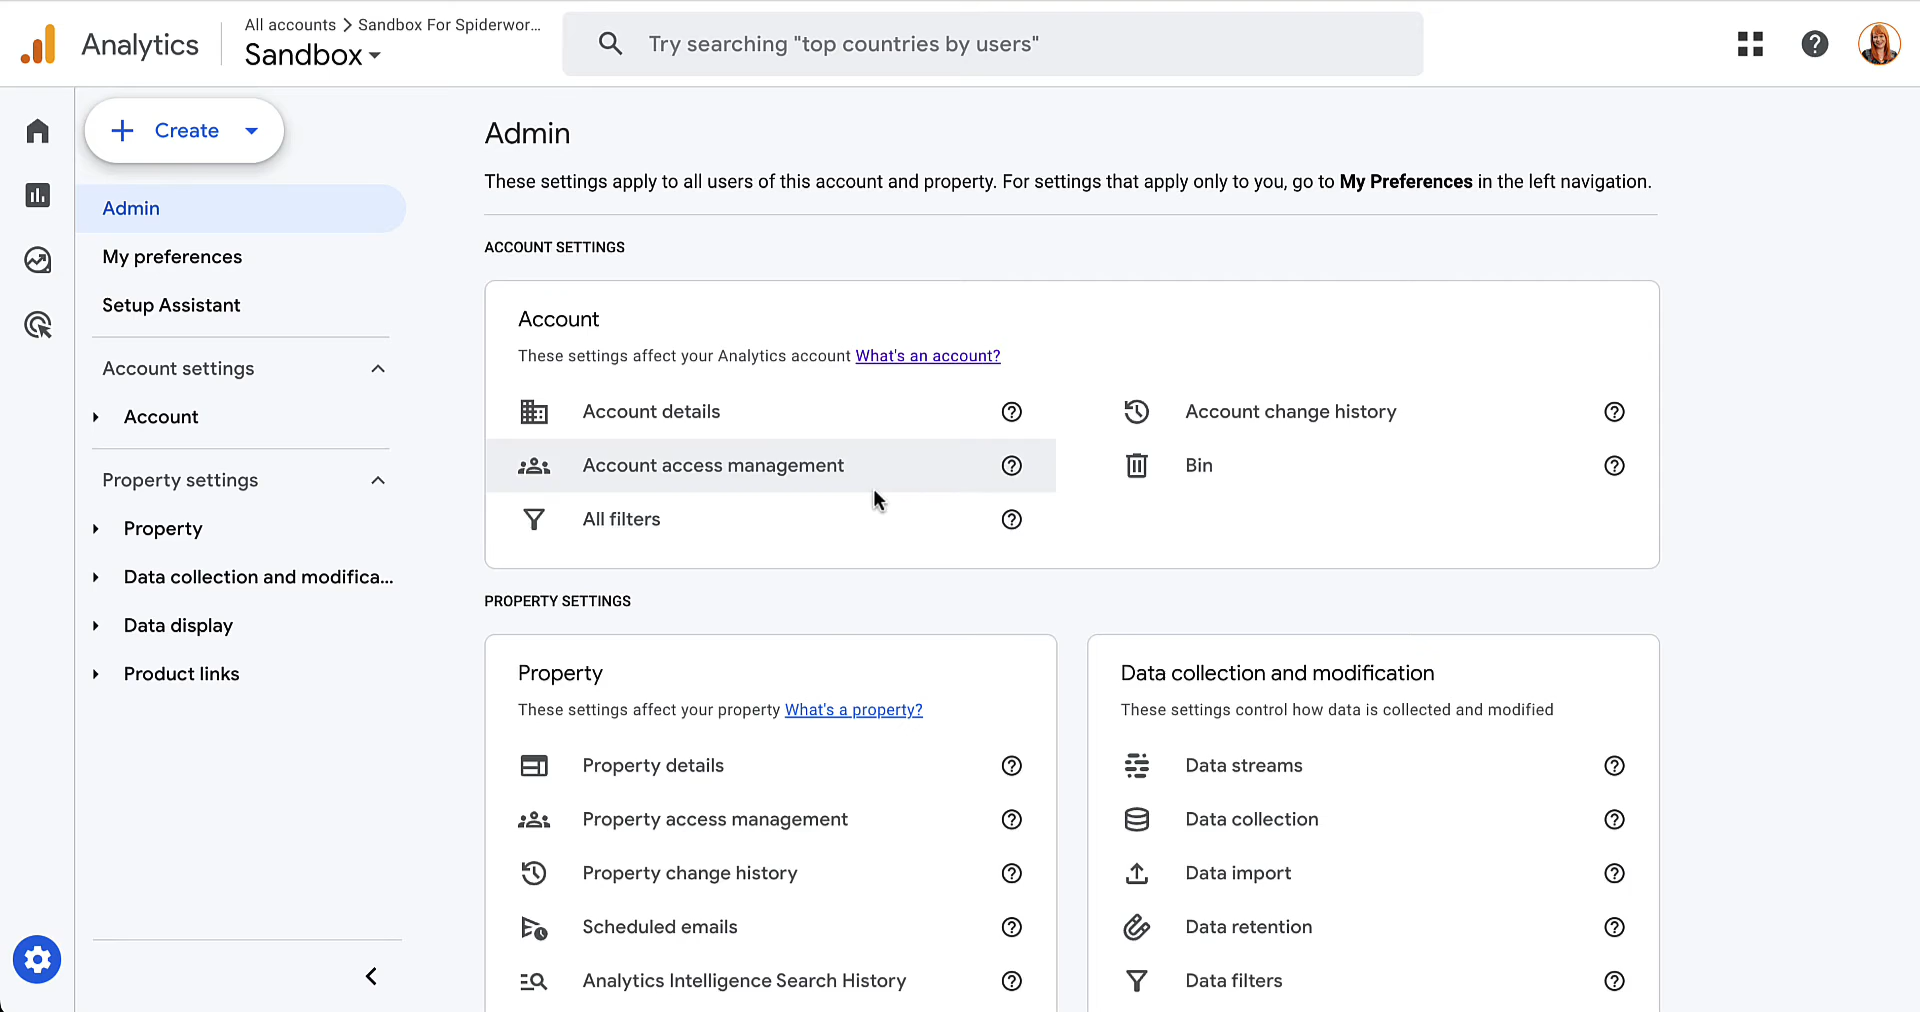 Analytics
All accounts > Sandbox For Spiderwor...
Sandbox
Try searching "top countries by users"
Create
Admin
My preferences
Setup Assistant
Account settings
Account
Property settings
Property
Data collection and modifica...
Data display
Product links
Admin
These settings apply to all users of this account and property. For settings that apply only to you, go to My Preferences in the left navigation.
ACCOUNT SETTINGS
Account
These settings affect your Analytics account What's an account?
Account details
Account change history
Account access management
Bin
All filters
PROPERTY SETTINGS
Property
These settings affect your property What's a property?
Property details
Property access management
Property change history
Scheduled emails
Analytics Intelligence Search History
Data collection and modification
These settings control how data is collected and modified
Data streams
Data collection
Data import
Data retention
Data filters